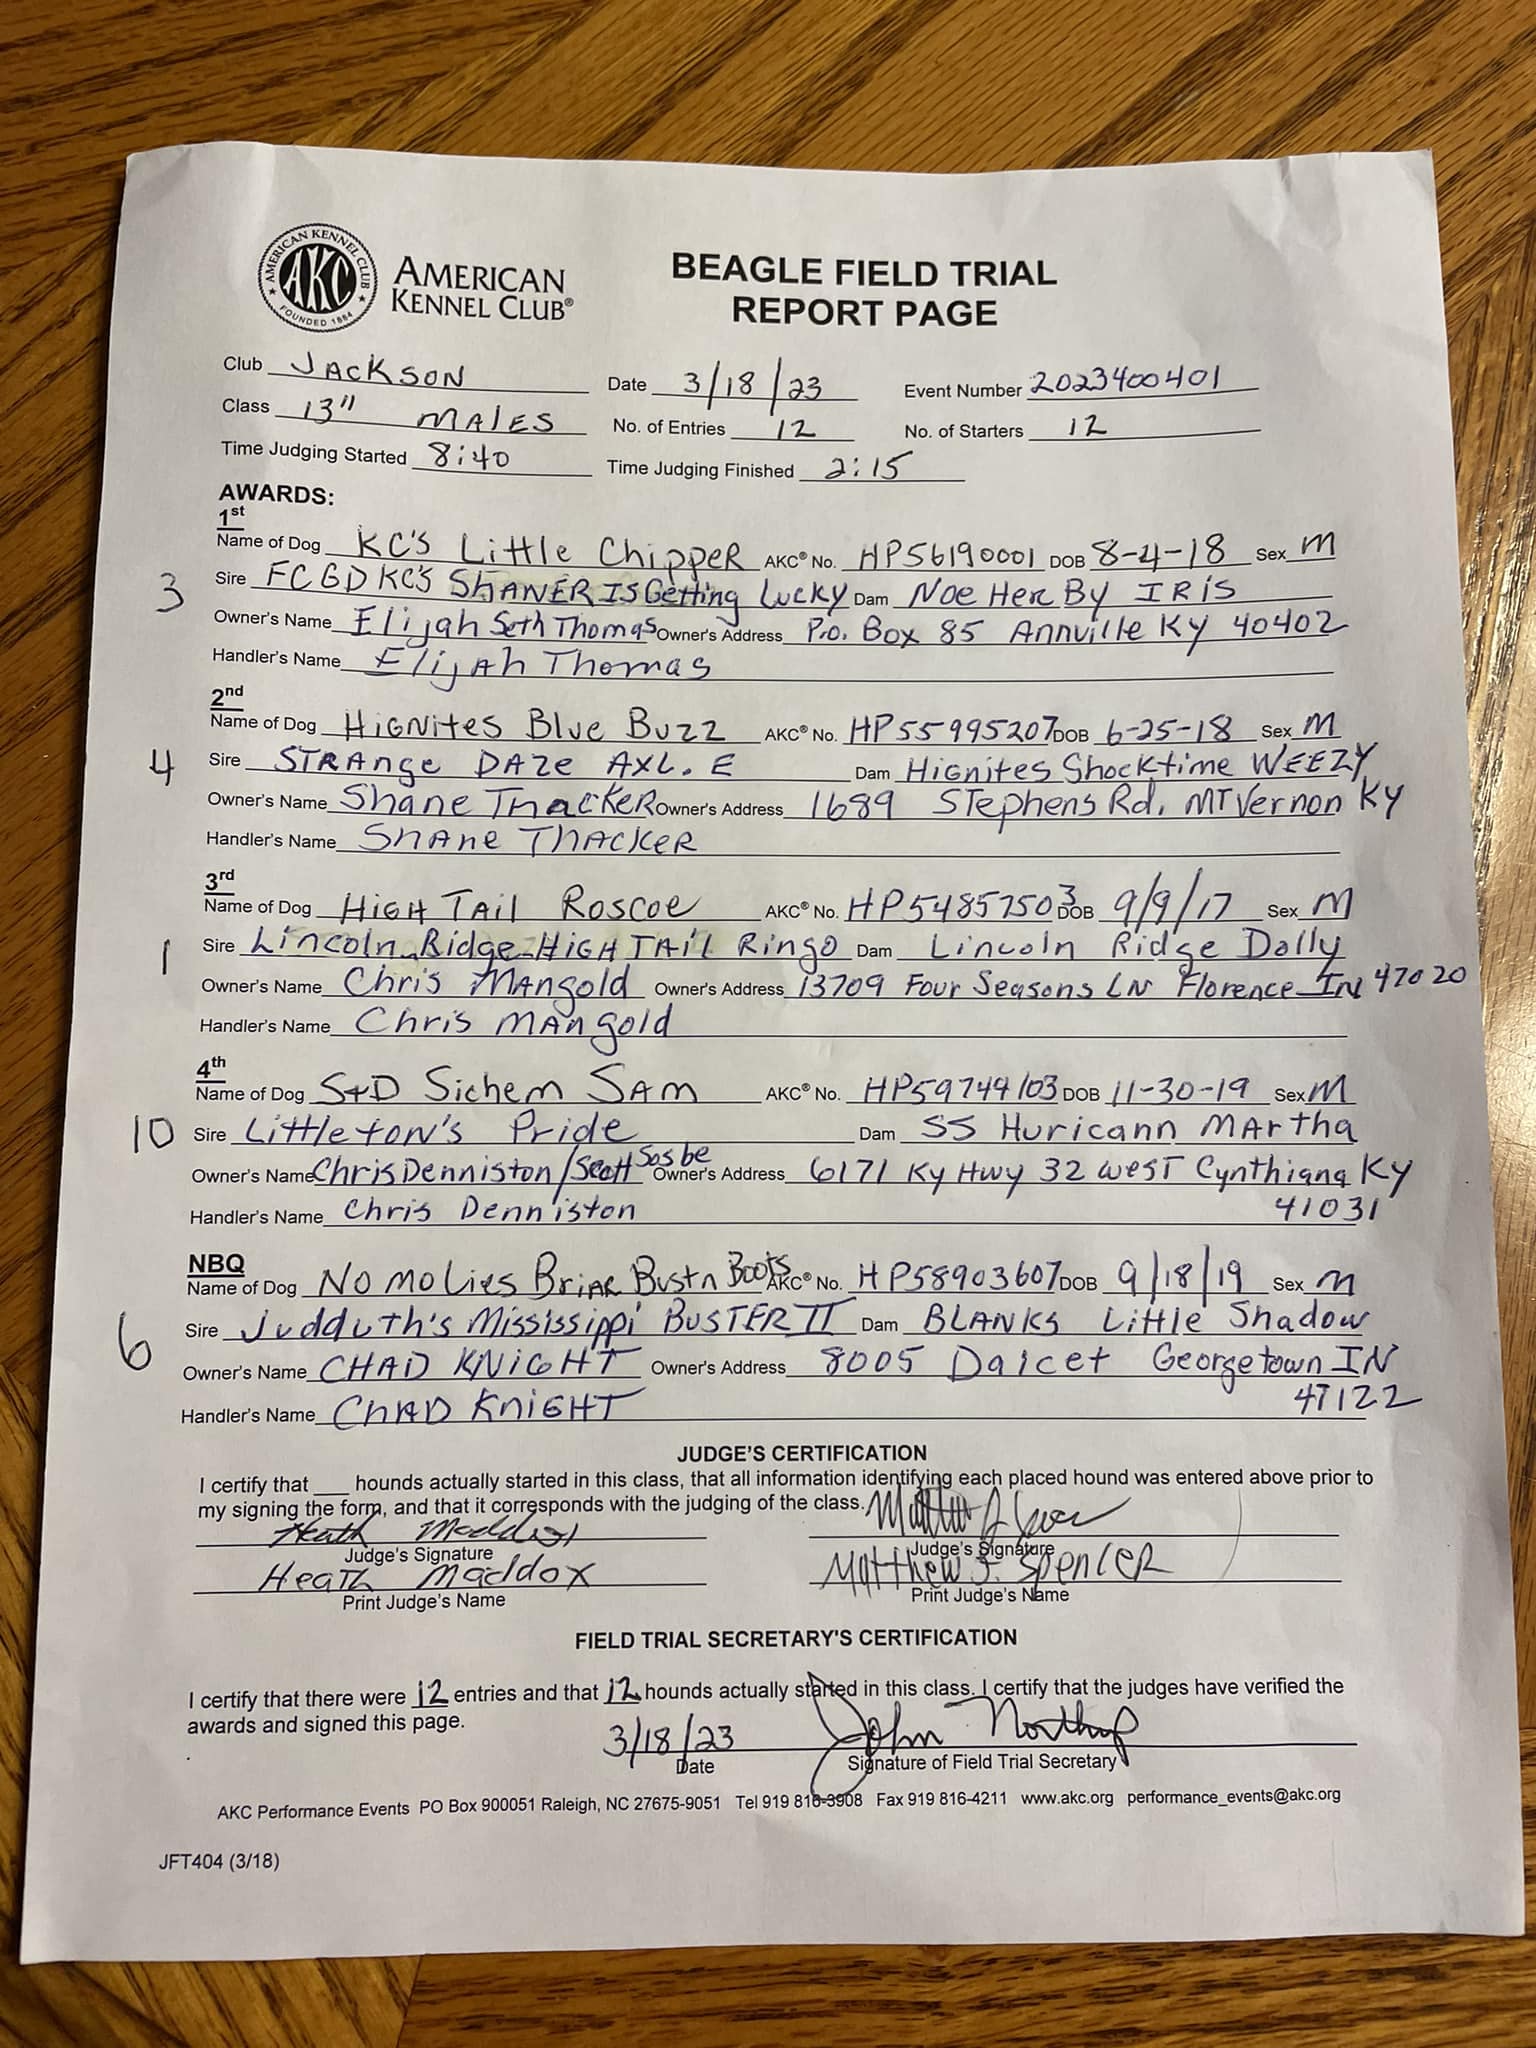 AMERICAN KENNEL CLUB
AKC
FOUNDED 1884
AMERICAN
KENNEL CLUB®
BEAGLE FIELD TRIAL
REPORT PAGE
Club JACKSON Date 3/18/23 Event Number 2023400401
Class 13" MALES No. of Entries 12 No. of Starters 12
Time Judging Started 8:40 Time Judging Finished 2:15
AWARDS:
1st
Name of Dog KC's Little Chipper AKC® No. HP56190001 DOB 8-4-18 Sex M
3 Sire FCGD KC's SHANER IS Getting Lucky Dam Noe Her By IRIS
Owner's Name Elijah Seth Thomas Owner's Address P.O. Box 85 Annville Ky 40402
Handler's Name Elijah Thomas
2nd
Name of Dog HIGNites Blue Buzz AKC® No. HP55995207 DOB 6-25-18 Sex M
4 Sire STRAnge DAZe AXL. E Dam Hignites Shocktime WEEZY
Owner's Name Shane Thacker Owner's Address 1689 Stephens Rd. MT Vernon Ky
Handler's Name Shane Thacker
3rd
Name of Dog HIGH TAil Roscoe AKC® No. HP54857503 DOB 9/9/17 Sex M
1 Sire Lincoln Ridge HIGH TAil Ringo Dam Lincoln Ridge Dolly
Owner's Name Chris Mangold Owner's Address 13709 Four Seasons LN Florence IN 47020
Handler's Name Chris Mangold
4th
Name of Dog S+D Sichem SAM AKC® No. HP59744103 DOB 11-30-19 Sex M
10 Sire Littleton's Pride Dam SS Huricann Martha
Owner's Name Chris Denniston/Scott Sosbe Owner's Address 6171 Ky Hwy 32 west Cynthiana Ky
Handler's Name Chris Denniston 41031
NBQ
Name of Dog No Mo Lies Briar Bustn Boots AKC® No. HP58903607 DOB 9/18/19 Sex M
6 Sire Judduth's Mississippi BUSTER II Dam BLANKS Little Shadow
Owner's Name CHAD KNIGHT Owner's Address 8005 Dalcet Georgetown IN
Handler's Name CHAD KNIGHT 47122
JUDGE'S CERTIFICATION
I certify that ___ hounds actually started in this class, that all information identifying each placed hound was entered above prior to
my signing the form, and that it corresponds with the judging of the class.
Heath Maddox
Judge's Signature Judge's Signature
Heath Maddox Matthew J. Spencer
Print Judge's Name Print Judge's Name
FIELD TRIAL SECRETARY'S CERTIFICATION
I certify that there were 12 entries and that 12 hounds actually started in this class. I certify that the judges have verified the
awards and signed this page.
3/18/23 John Northup
Date Signature of Field Trial Secretary
AKC Performance Events PO Box 900051 Raleigh, NC 27675-9051 Tel 919 816-3908 Fax 919 816-4211 www.akc.org performance_events@akc.org
JFT404 (3/18)